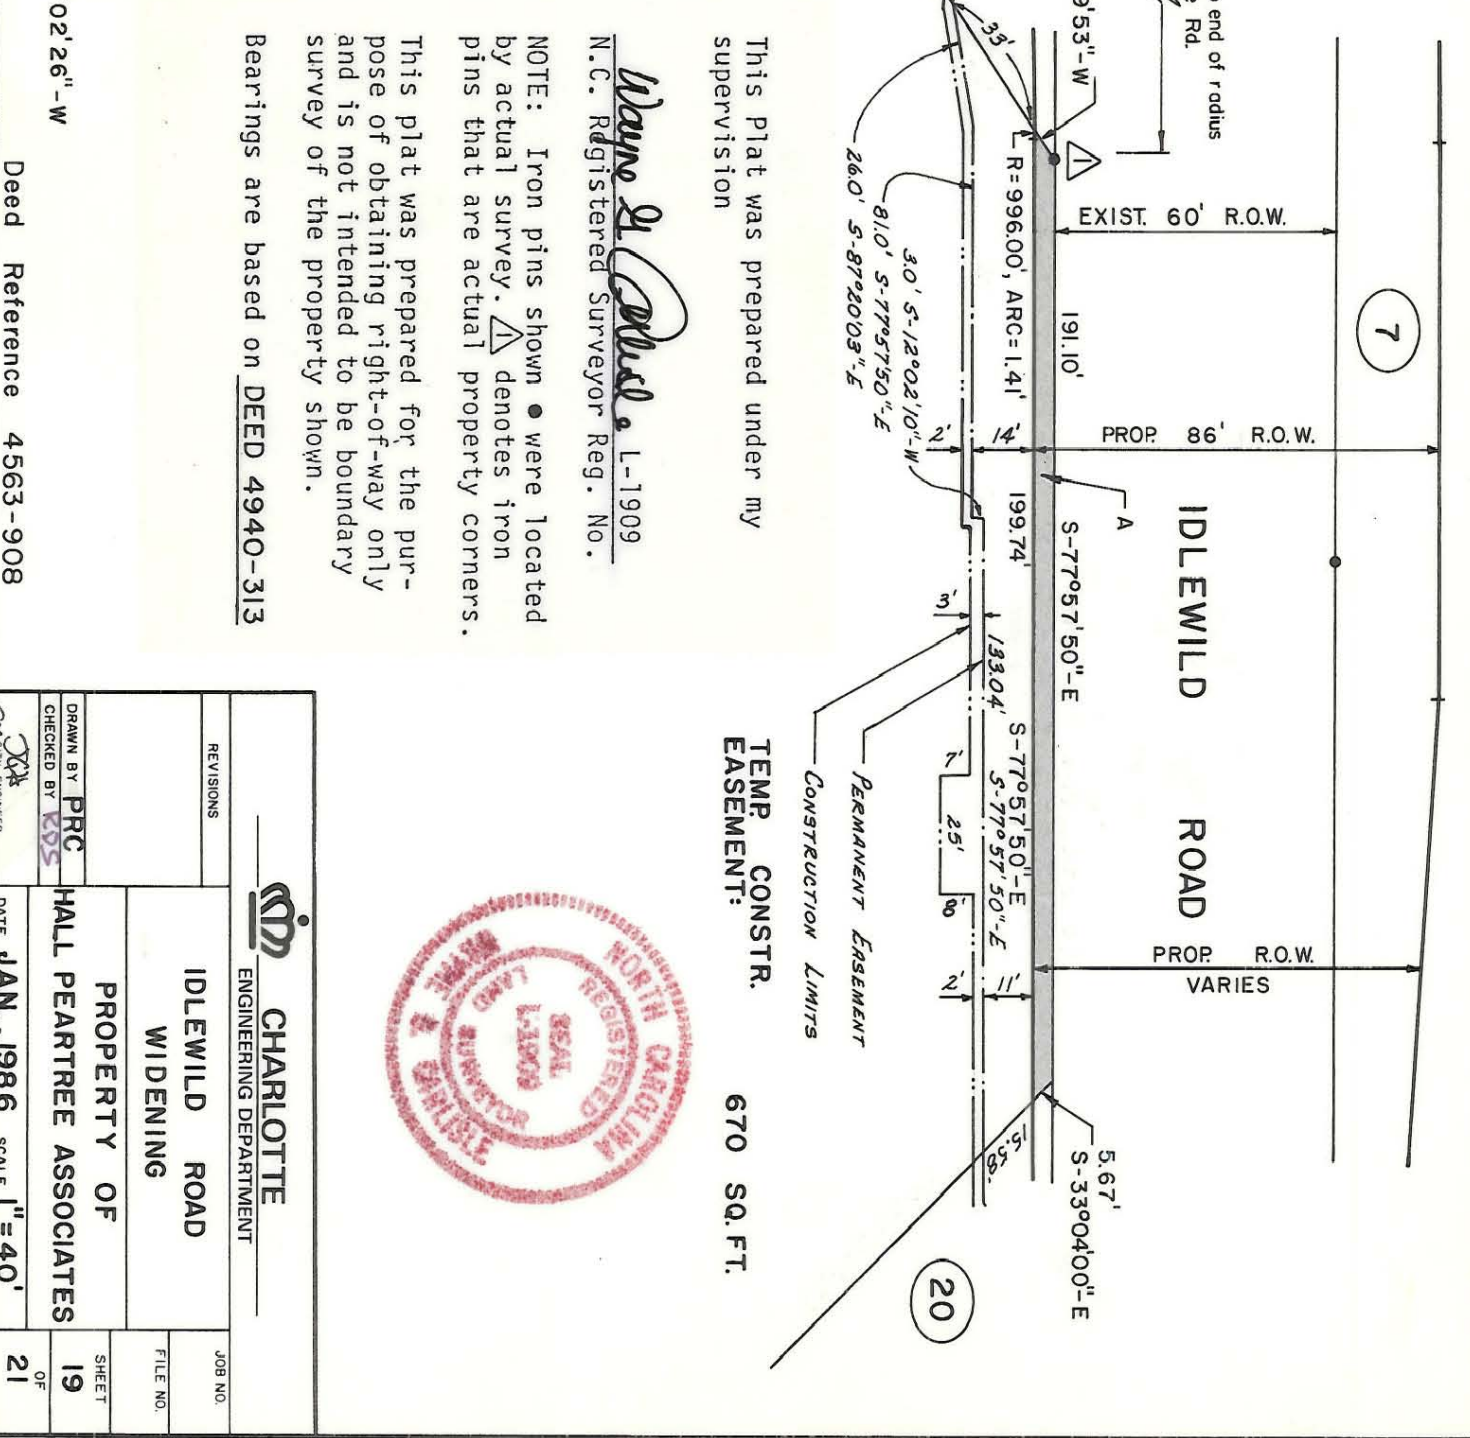 end of radius
Rd.
9'53"-W
33'
1
R=996.00', ARC=1.41'
EXIST. 60' R.O.W.
191.10'
7
PROP. 86' R.O.W.
14'
2'
A
199.74'
S-77°57'50"-E
IDLEWILD ROAD
3.0' S-12°02'10"-W
81.0' S-77°57'50"-E
26.0' S-87°20'03"-E
3'
133.04'
S-77°57'50"-E
S-77°57'50"-E
7'
25'
8'
PERMANENT EASEMENT
CONSTRUCTION LIMITS
PROP. R.O.W.
VARIES
2'
11'
15.58
5.67'
S-33°04'00"-E
20
This Plat was prepared under my
supervision
Wayne G. Carlisle L-1909
N.C. Registered Surveyor Reg. No.
NOTE: Iron pins shown ● were located
by actual survey. 1 denotes iron
pins that are actual property corners.
This plat was prepared for the pur-
pose of obtaining right-of-way only
and is not intended to be boundary
survey of the property shown.
Bearings are based on DEED 4940-313
02'26"-W
Deed Reference 4563-908
TEMP. CONSTR.
EASEMENT: 670 SQ. FT.
NORTH CAROLINA
REGISTERED
SEAL
L-1909
LAND SURVEYOR
WAYNE G. CARLISLE
CHARLOTTE
ENGINEERING DEPARTMENT
REVISIONS
IDLEWILD ROAD
WIDENING
PROPERTY OF
HALL PEARTREE ASSOCIATES
DRAWN BY PRC
CHECKED BY RDS
DATE JAN. 1986 SCALE 1"=40'
JOB NO.
FILE NO.
SHEET
19
OF
21